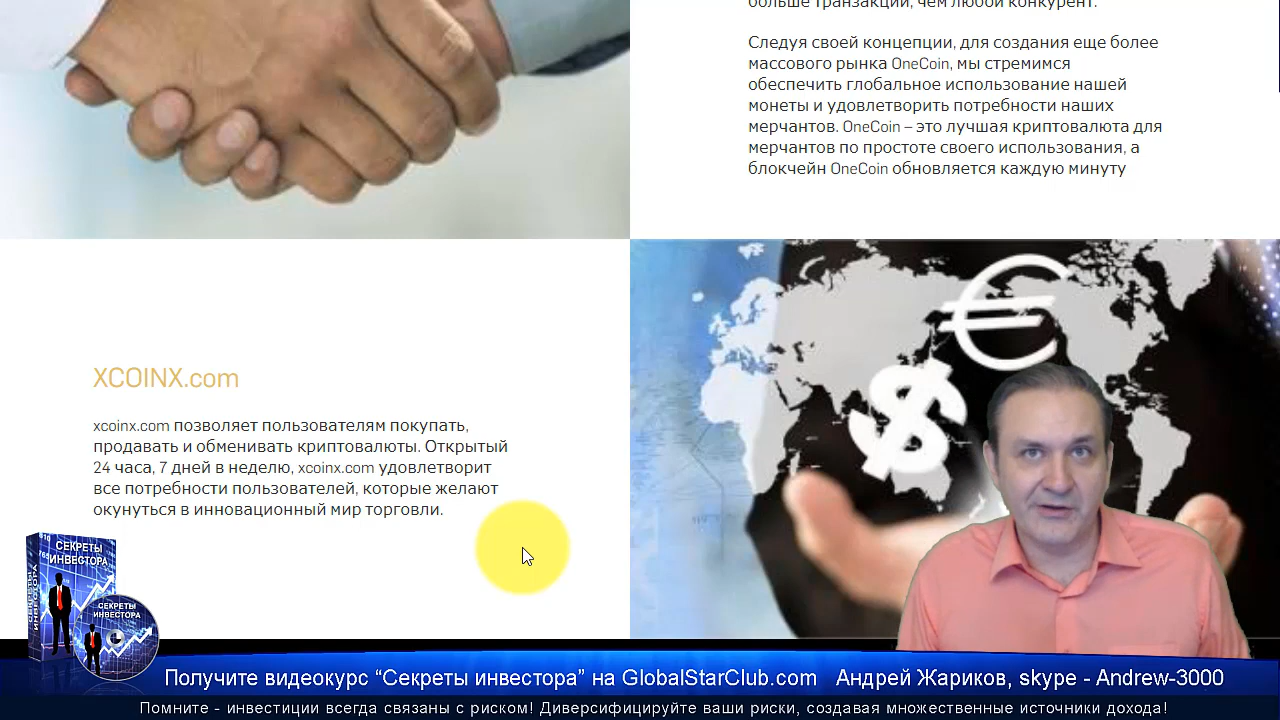 больше транзакций, чем любой конкурент.
Следуя своей концепции, для создания еще более
массового рынка OneCoin, мы стремимся
обеспечить глобальное использование нашей
монеты и удовлетворить потребности наших
мерчантов. OneCoin – это лучшая криптовалюта для
мерчантов по простоте своего использования, а
блокчейн OneCoin обновляется каждую минуту
XCOINX.com
xcoinx.com позволяет пользователям покупать,
продавать и обменивать криптовалюты. Открытый
24 часа, 7 дней в неделю, xcoinx.com удовлетворит
все потребности пользователей, которые желают
окунуться в инновационный мир торговли.
€
$
СЕКРЕТЫ
ИНВЕСТОРА
СЕКРЕТЫ
ИНВЕСТОРА
СЕКРЕТЫ
ИНВЕСТОРА
Получите видеокурс “Секреты инвестора” на GlobalStarClub.com Андрей Жариков, skype - Andrew-3000
Помните - инвестиции всегда связаны с риском! Диверсифицируйте ваши риски, создавая множественные источники дохода!